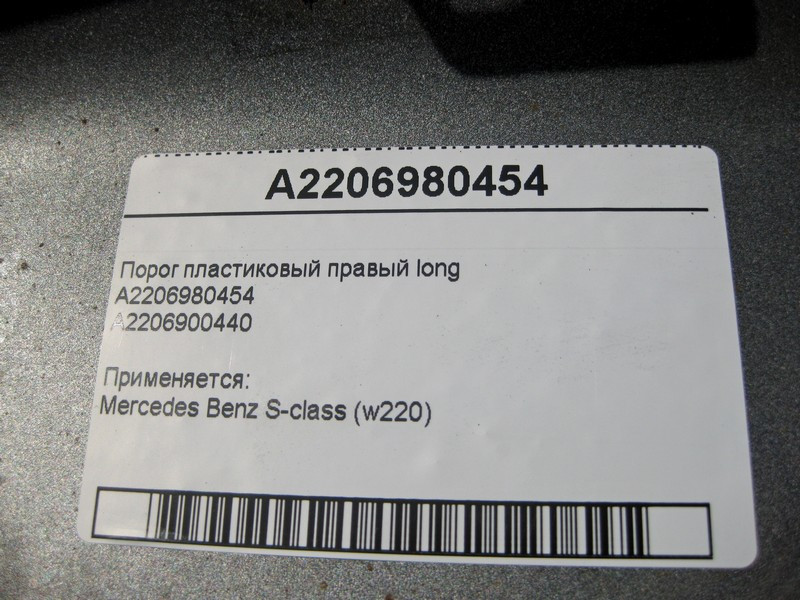 A2206980454
Порог пластиковый правый long
A2206980454
A2206900440
Применяется:
Mercedes Benz S-class (w220)